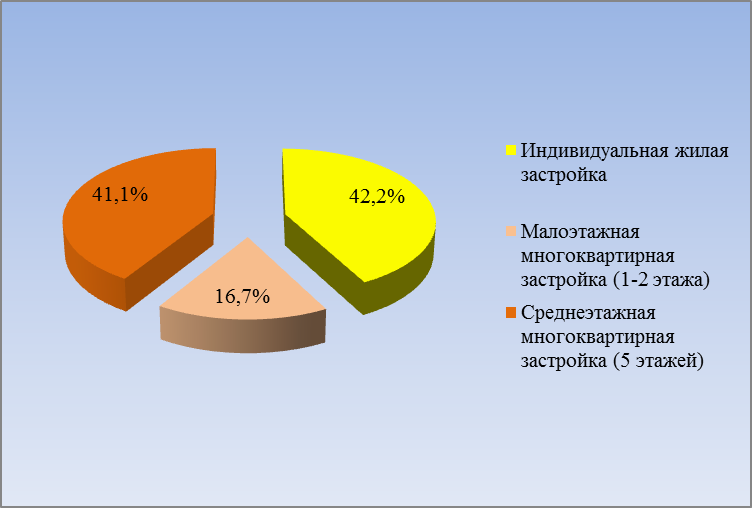 41,1%
42,2%
16,7%
Индивидуальная жилая
застройка
Малоэтажная
многоквартирная
застройка (1-2 этажа)
Среднеэтажная
многоквартирная
застройка (5 этажей)